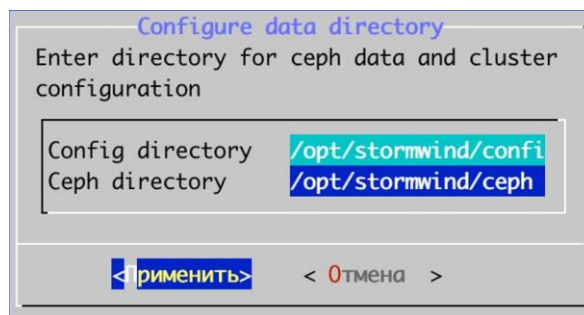 Configure data directory
Enter directory for ceph data and cluster
configuration
Config directory /opt/stormwind/confi
Ceph directory /opt/stormwind/ceph
<Применить> < Отмена >